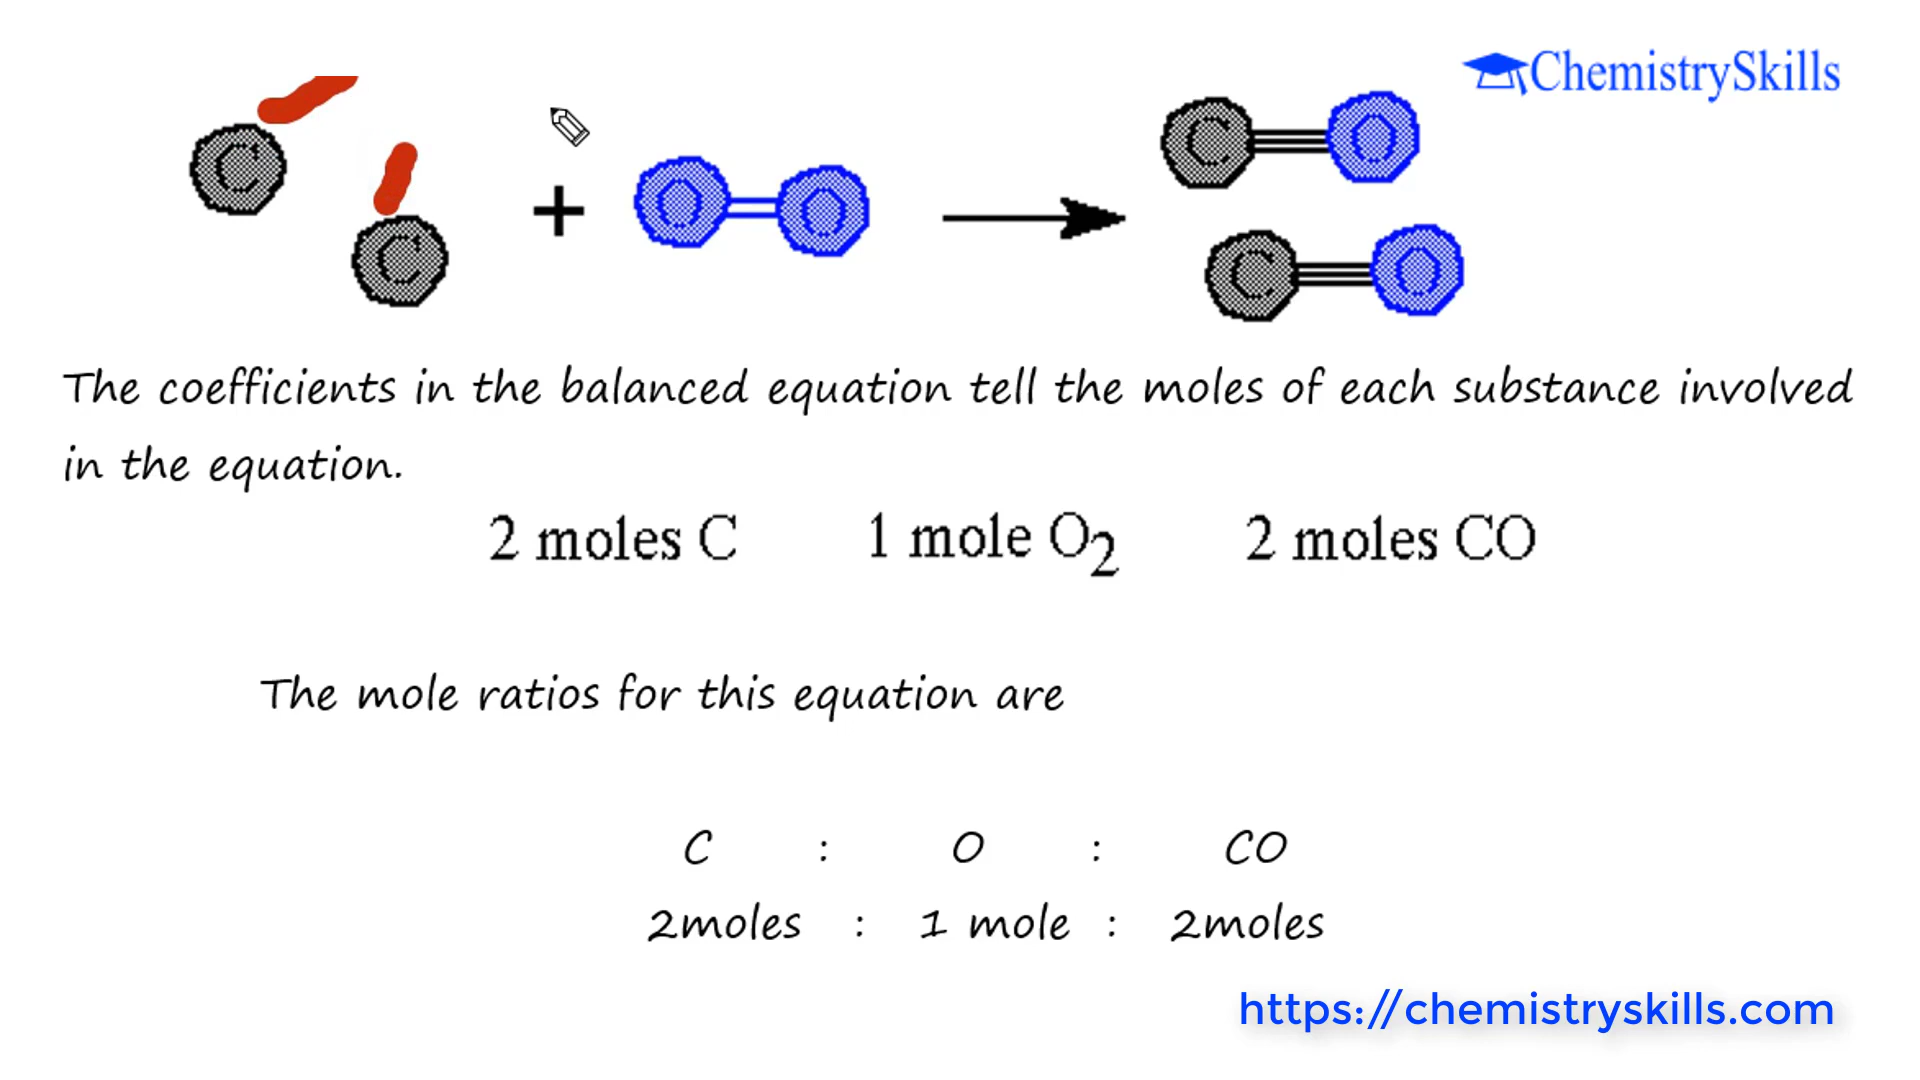 ChemistrySkills
C + O=O → C≡O
C C≡O
The coefficients in the balanced equation tell the moles of each substance involved
in the equation.
2 moles C 1 mole O₂ 2 moles CO
The mole ratios for this equation are
C : O : CO
2moles : 1 mole : 2moles
https://chemistryskills.com